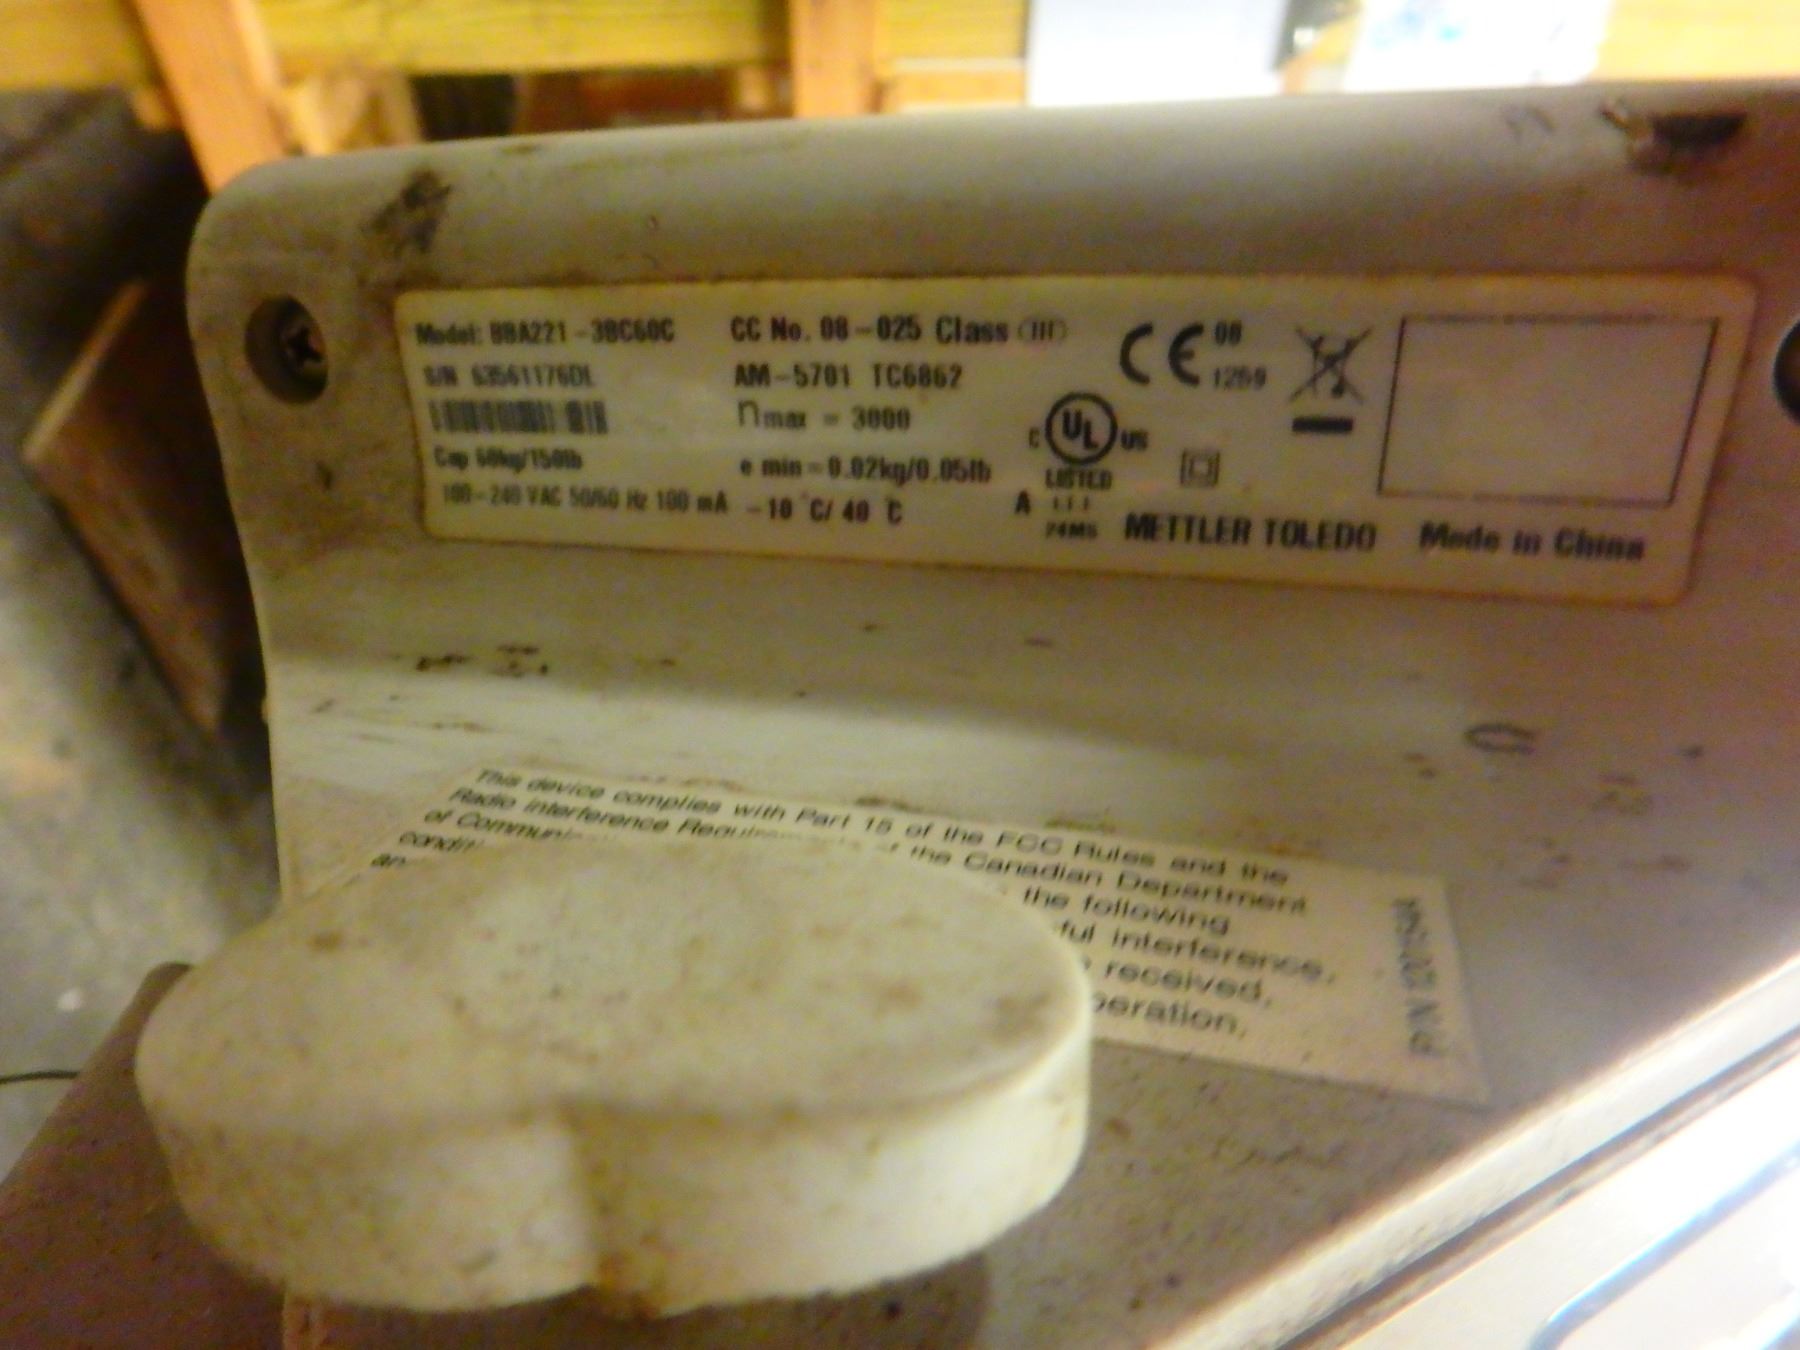 Model: BBA221-3BC60C
S/N 63561176DL
Cap 60kg/150lb
100-240 VAC 50/60 Hz 100 mA
CC No. 08-025 Class III
AM-5701 TC6862
nmax = 3000
e min=0.02kg/0.05lb
-10 °C/ 40 °C
CE 08
1259
C UL US
LISTED
A
74M5
METTLER TOLEDO
Made in China
This device complies with Part 15 of the FCC Rules and the
Radio Interference Requirements of the Canadian Department
of the following
interference,
received,
P/N